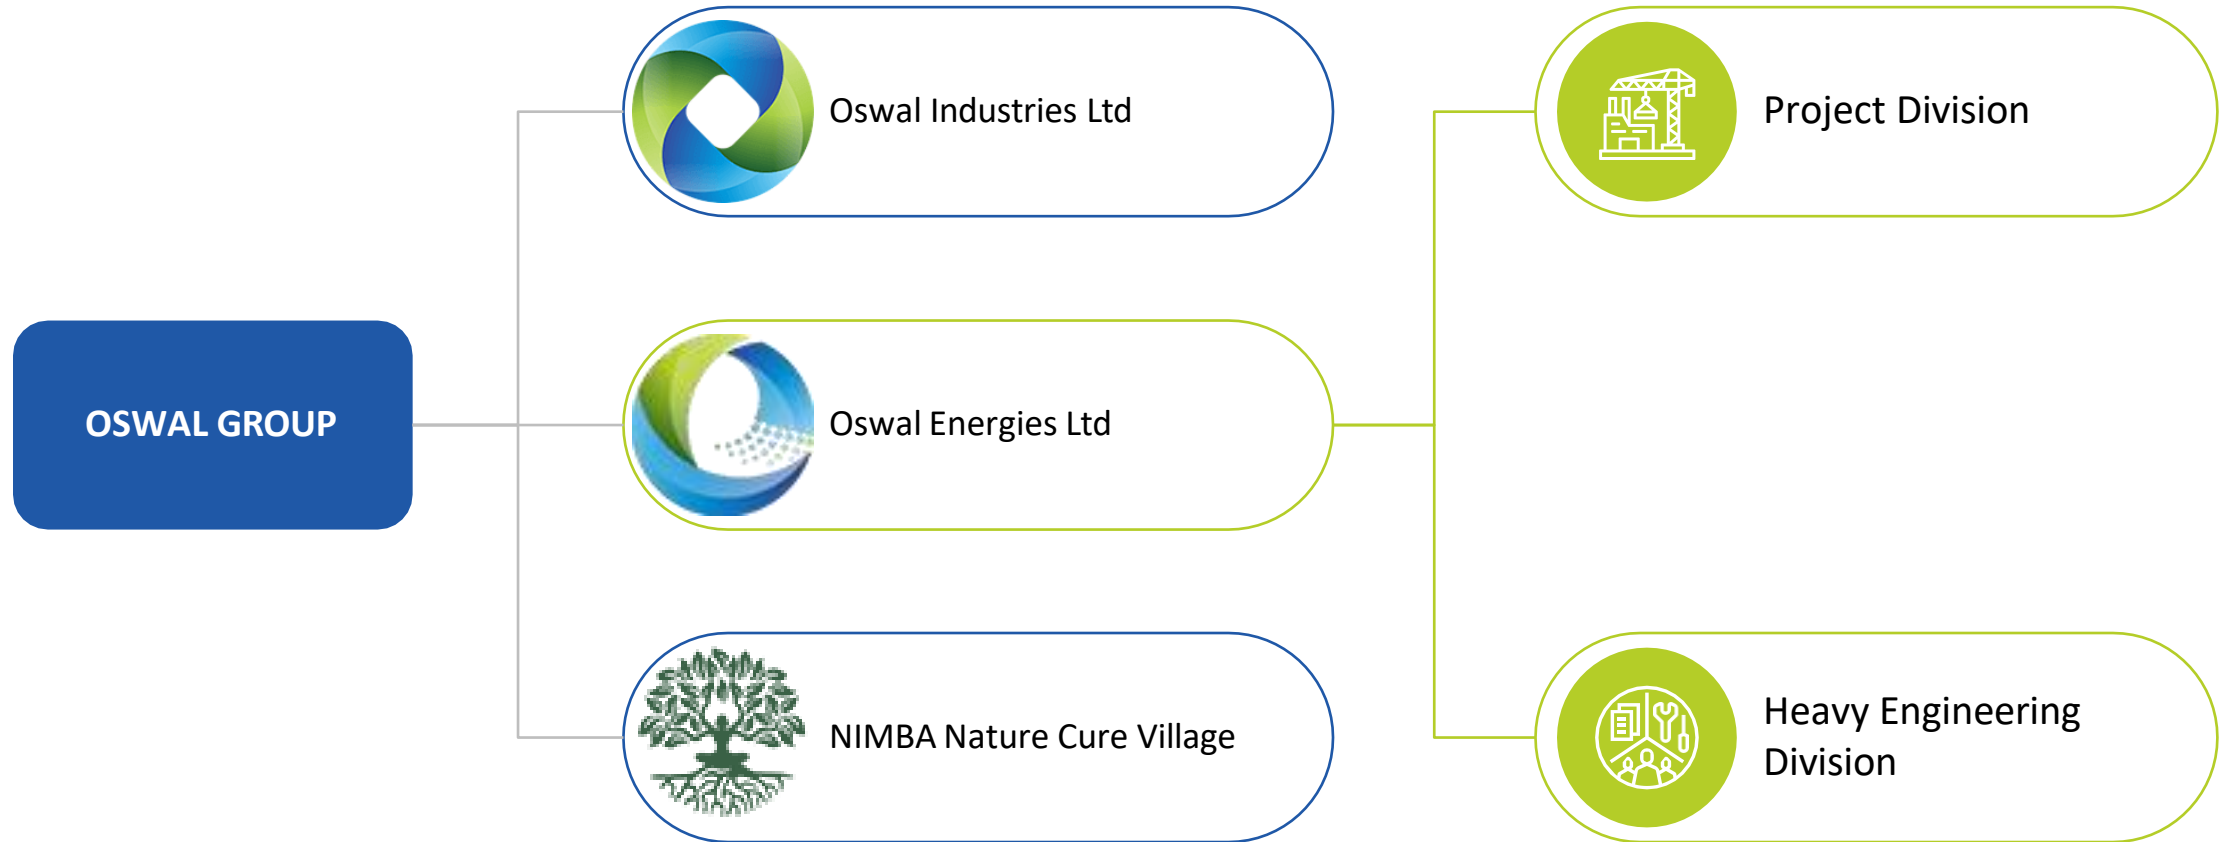 OSWAL GROUP
Oswal Industries Ltd
Oswal Energies Ltd
NIMBA Nature Cure Village
Project Division
Heavy Engineering
Division